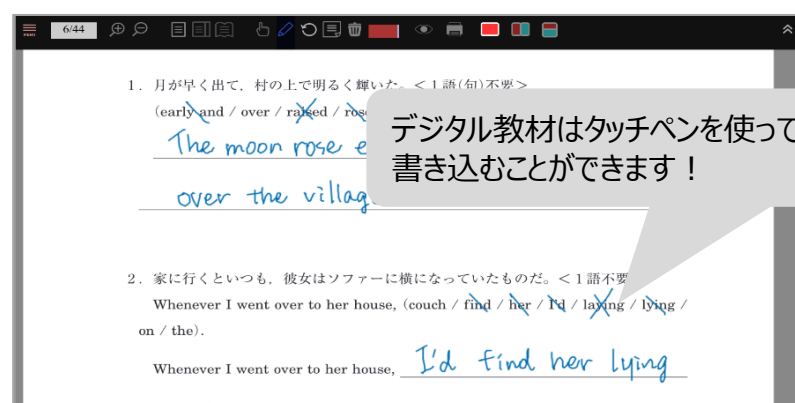 MENU 6/44
1．月が早く出て，村の上で明るく輝いた。＜1語(句)不要＞
(early and / over / raised / rose
The moon rose
over the villag
デジタル教材はタッチペンを使って
書き込むことができます！
2．家に行くといつも，彼女はソファーに横になっていたものだ。＜1語不要
Whenever I went over to her house, (couch / find / her / I'd / laying / lying /
on / the).
Whenever I went over to her house, I'd find her lying